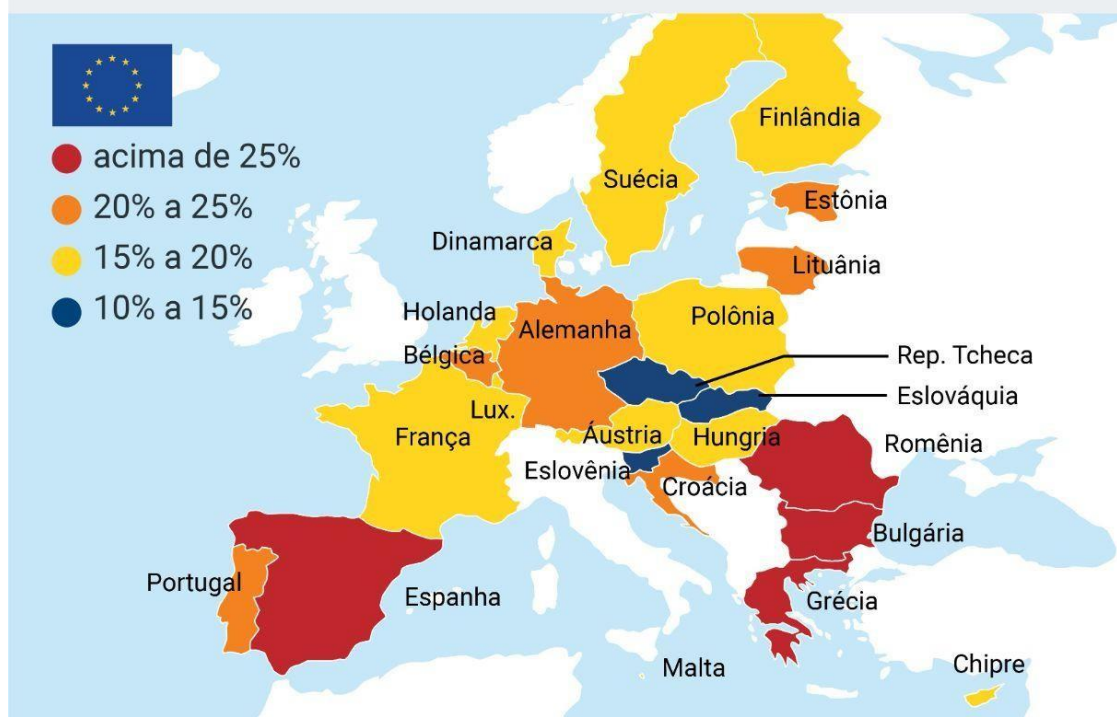 acima de 25%
20% a 25%
15% a 20%
10% a 15%
Finlândia
Suécia
Estônia
Dinamarca
Lituânia
Holanda
Alemanha
Polônia
Bélgica
Rep. Tcheca
Eslováquia
Lux.
França
Áustria
Hungria
Romênia
Eslovênia
Croácia
Bulgária
Portugal
Espanha
Grécia
Malta
Chipre